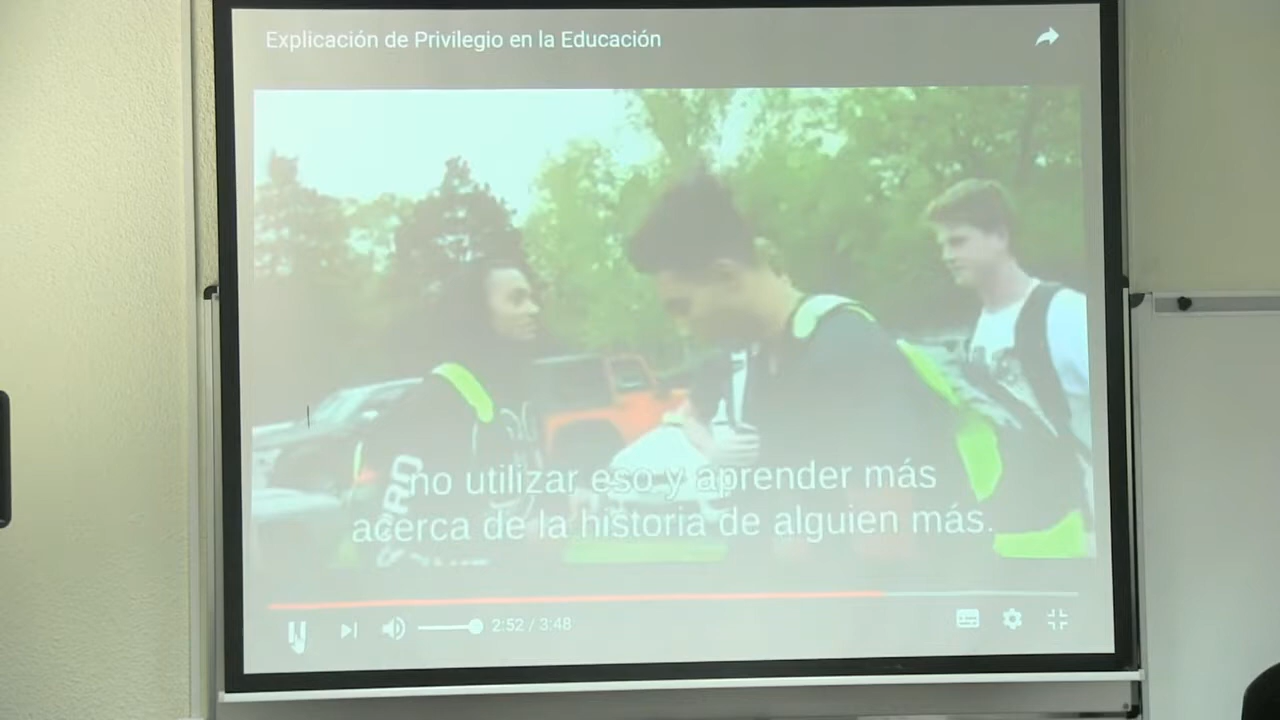 Explicación de Privilegio en la Educación
no utilizar eso y aprender más
acerca de la historia de alguien más.
2:52 / 3:48